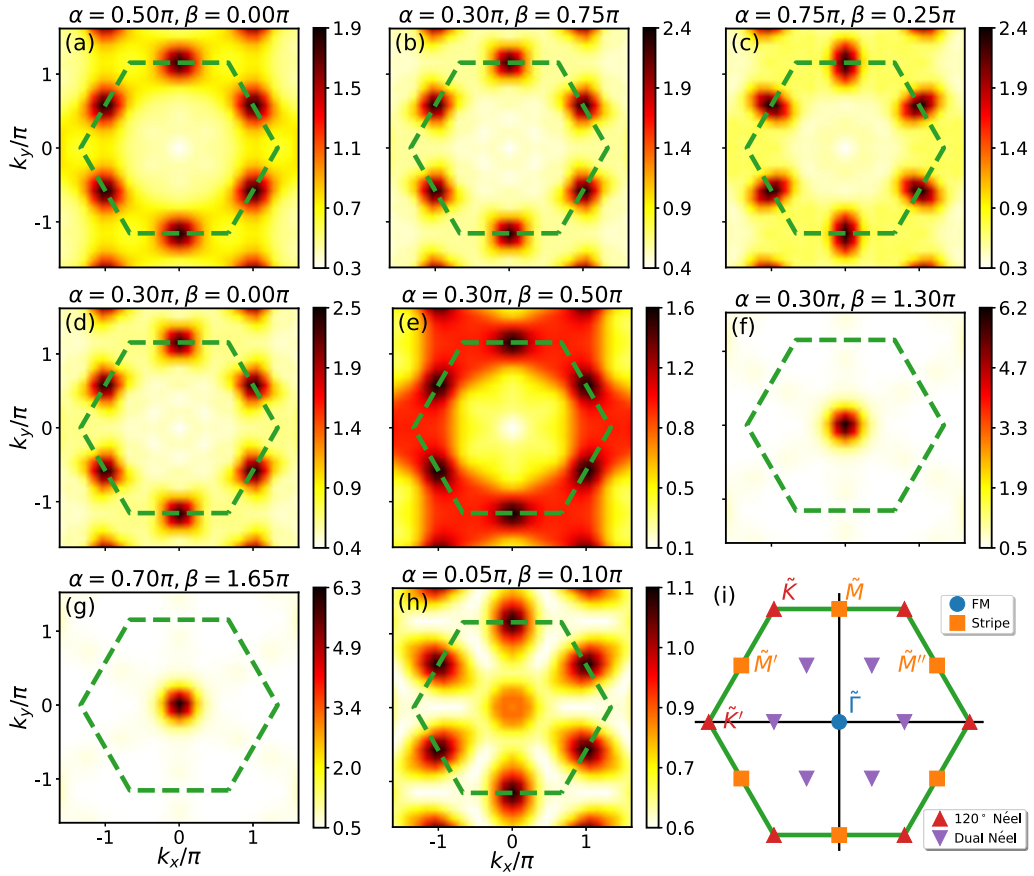 α = 0.50π, β = 0.00π
(a)
1
0
-1
k_y/π
1.9
1.5
1.1
0.7
0.3
α = 0.30π, β = 0.75π
(b)
1
0
-1
2.4
1.9
1.4
0.9
0.4
α = 0.75π, β = 0.25π
(c)
2.4
1.9
1.4
0.9
0.3
α = 0.30π, β = 0.00π
(d)
1
0
-1
k_y/π
-1 0 1
2.5
1.9
1.4
0.9
0.4
α = 0.30π, β = 0.50π
(e)
-1 0 1
k_x/π
1.6
1.2
0.8
0.5
0.1
α = 0.30π, β = 1.30π
(f)
6.2
4.7
3.3
1.9
0.5
α = 0.70π, β = 1.65π
(g)
1
0
-1
k_y/π
-1 0 1
k_x/π
6.3
4.9
3.4
2.0
0.5
α = 0.05π, β = 0.10π
(h)
-1 0 1
k_x/π
1.1
1.0
0.8
0.7
0.6
(i)
K̃
M̃
FM
Stripe
M̃′
M̃″
Γ̃
K̃′
120° Néel
Dual Néel